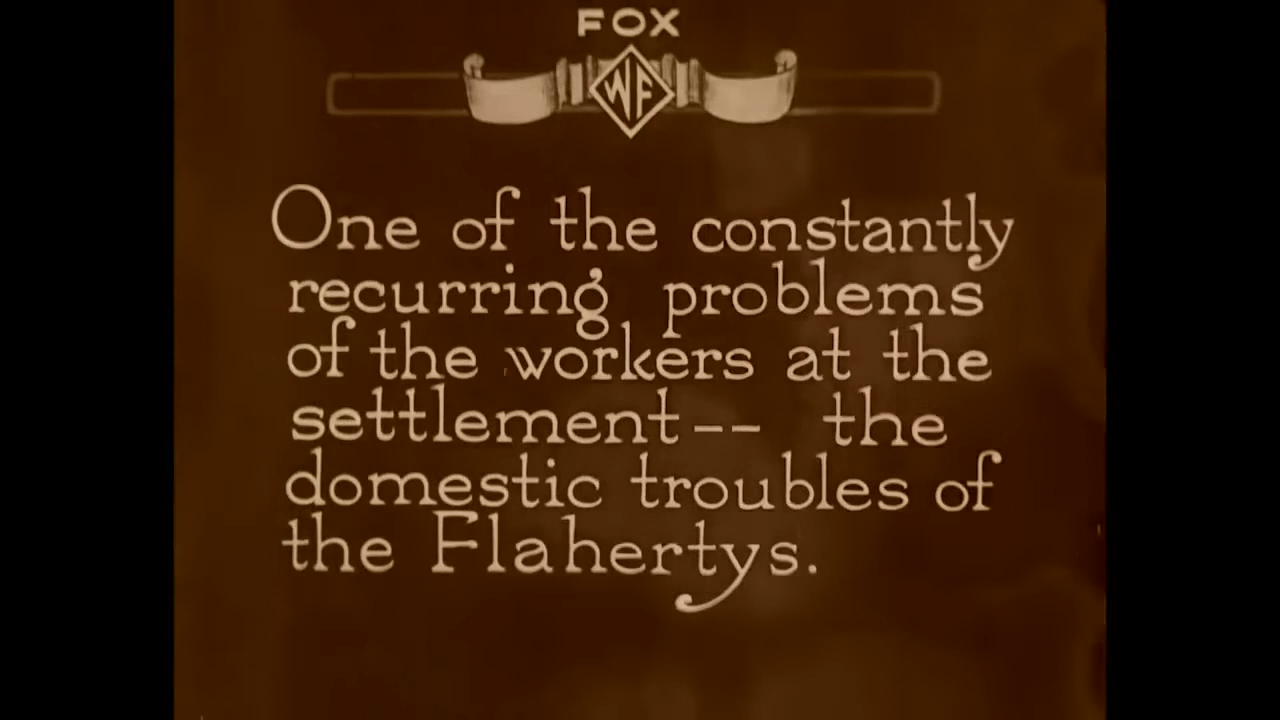 FOX
WF
One of the constantly
recurring problems
of the workers at the
settlement -- the
domestic troubles of
the Flahertys.